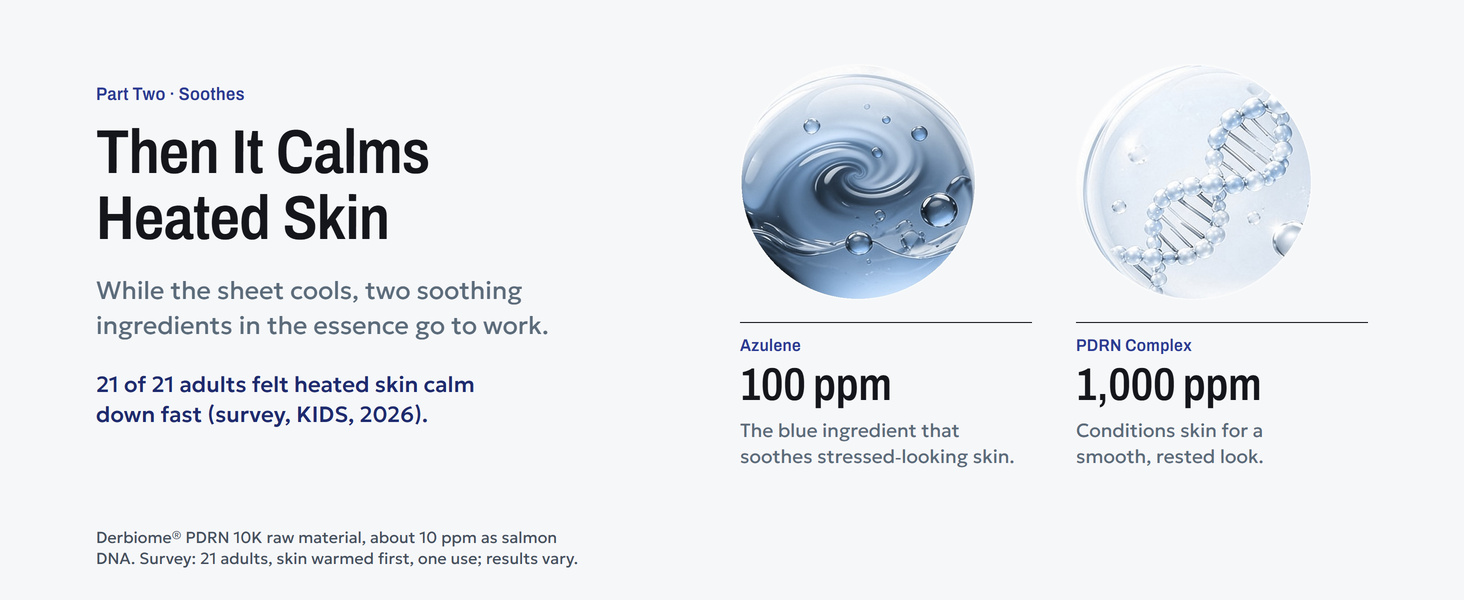 Part Two · Soothes
Then It Calms
Heated Skin
While the sheet cools, two soothing
ingredients in the essence go to work.
21 of 21 adults felt heated skin calm
down fast (survey, KIDS, 2026).
Derbiome® PDRN 10K raw material, about 10 ppm as salmon
DNA. Survey: 21 adults, skin warmed first, one use; results vary.
Azulene
100 ppm
The blue ingredient that
soothes stressed-looking skin.
PDRN Complex
1,000 ppm
Conditions skin for a
smooth, rested look.